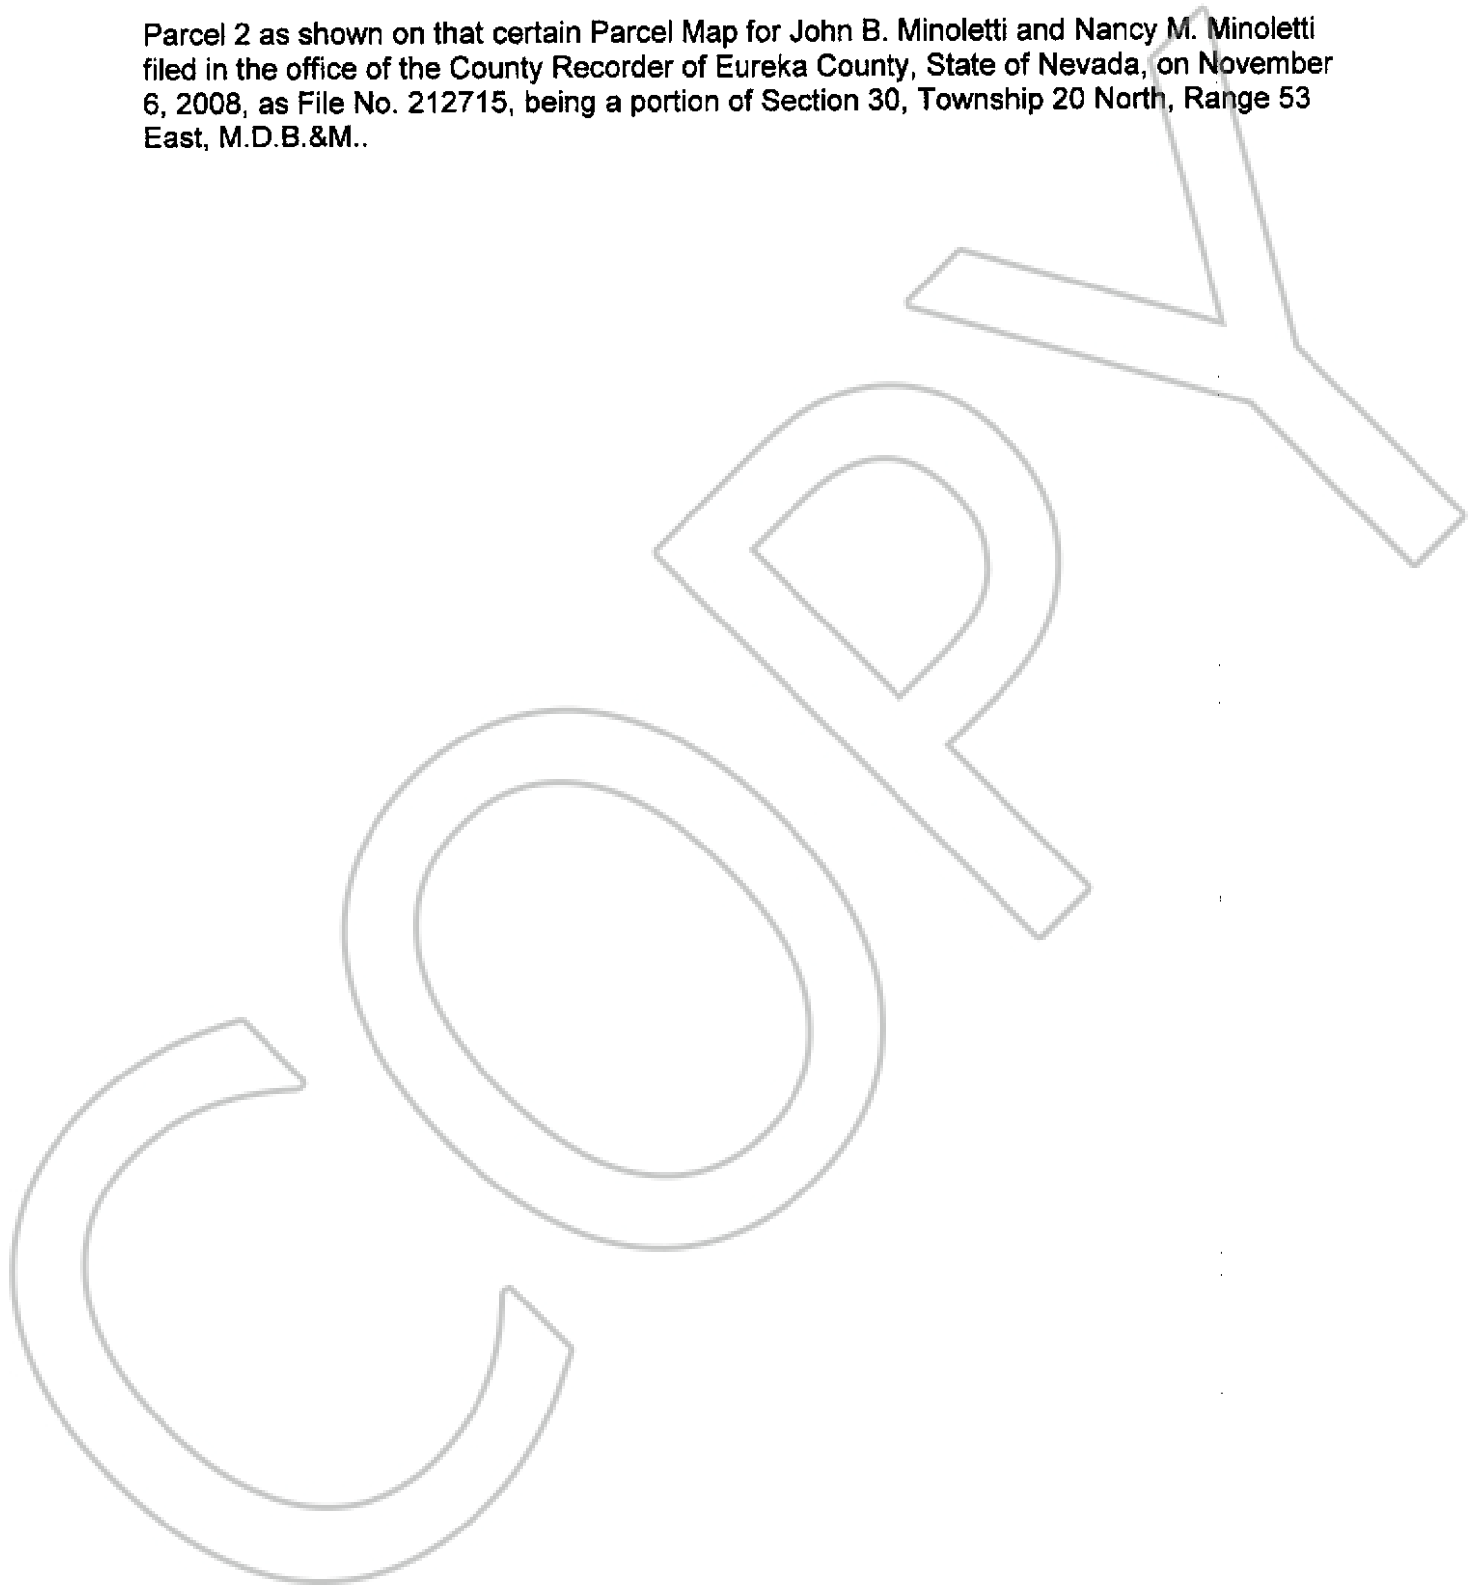 Parcel 2 as shown on that certain Parcel Map for John B. Minoletti and Nancy M. Minoletti
filed in the office of the County Recorder of Eureka County, State of Nevada, on November
6, 2008, as File No. 212715, being a portion of Section 30, Township 20 North, Range 53
East, M.D.B.&M..
COPY